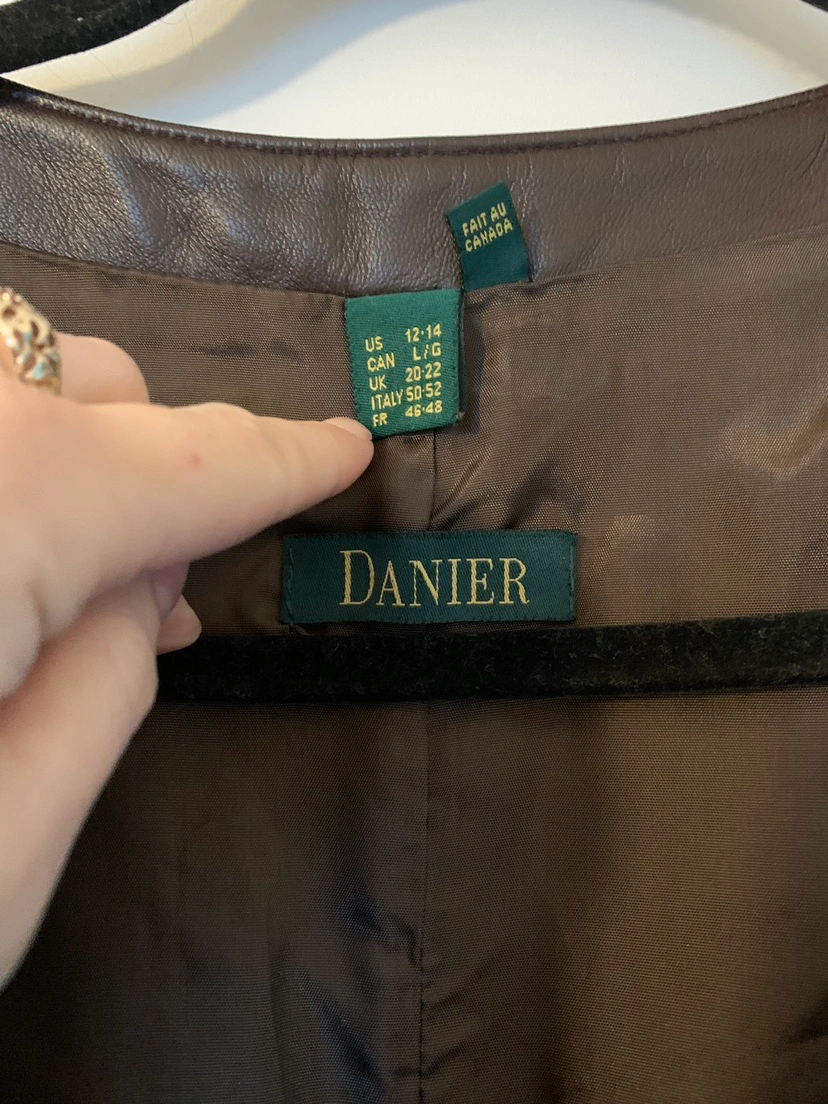 FAIT AU
CANADA
US 12-14
CAN L/G
UK 20-22
ITALY 50-52
FR 46-48
DANIER